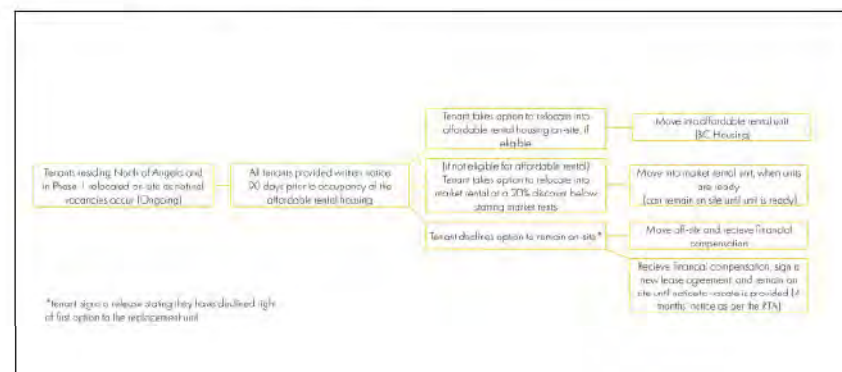 Tenants residing North of Angelo and
in Phase 1 relocated on-site as natural
vacancies occur (Ongoing)
All tenants provided written notice
90 days prior to occupancy of the
affordable rental housing
Tenant takes option to relocate into
affordable rental housing on-site, if
eligible
Move into affordable rental unit
(BC Housing)
(If not eligible for affordable rental)
Tenant takes option to relocate into
market rental at a 20% discount below
starting market rents
Move into market rental unit, when units
are ready
(can remain on site until unit is ready)
Tenant declines option to remain on-site*
Move off-site and recieve financial
compensation
Recieve financial compensation, sign a
new lease agreement and remain on
site until notice to vacate is provided (4
months' notice as per the RTA)
*tenant signs a release stating they have declined right
of first option to the replacement unit